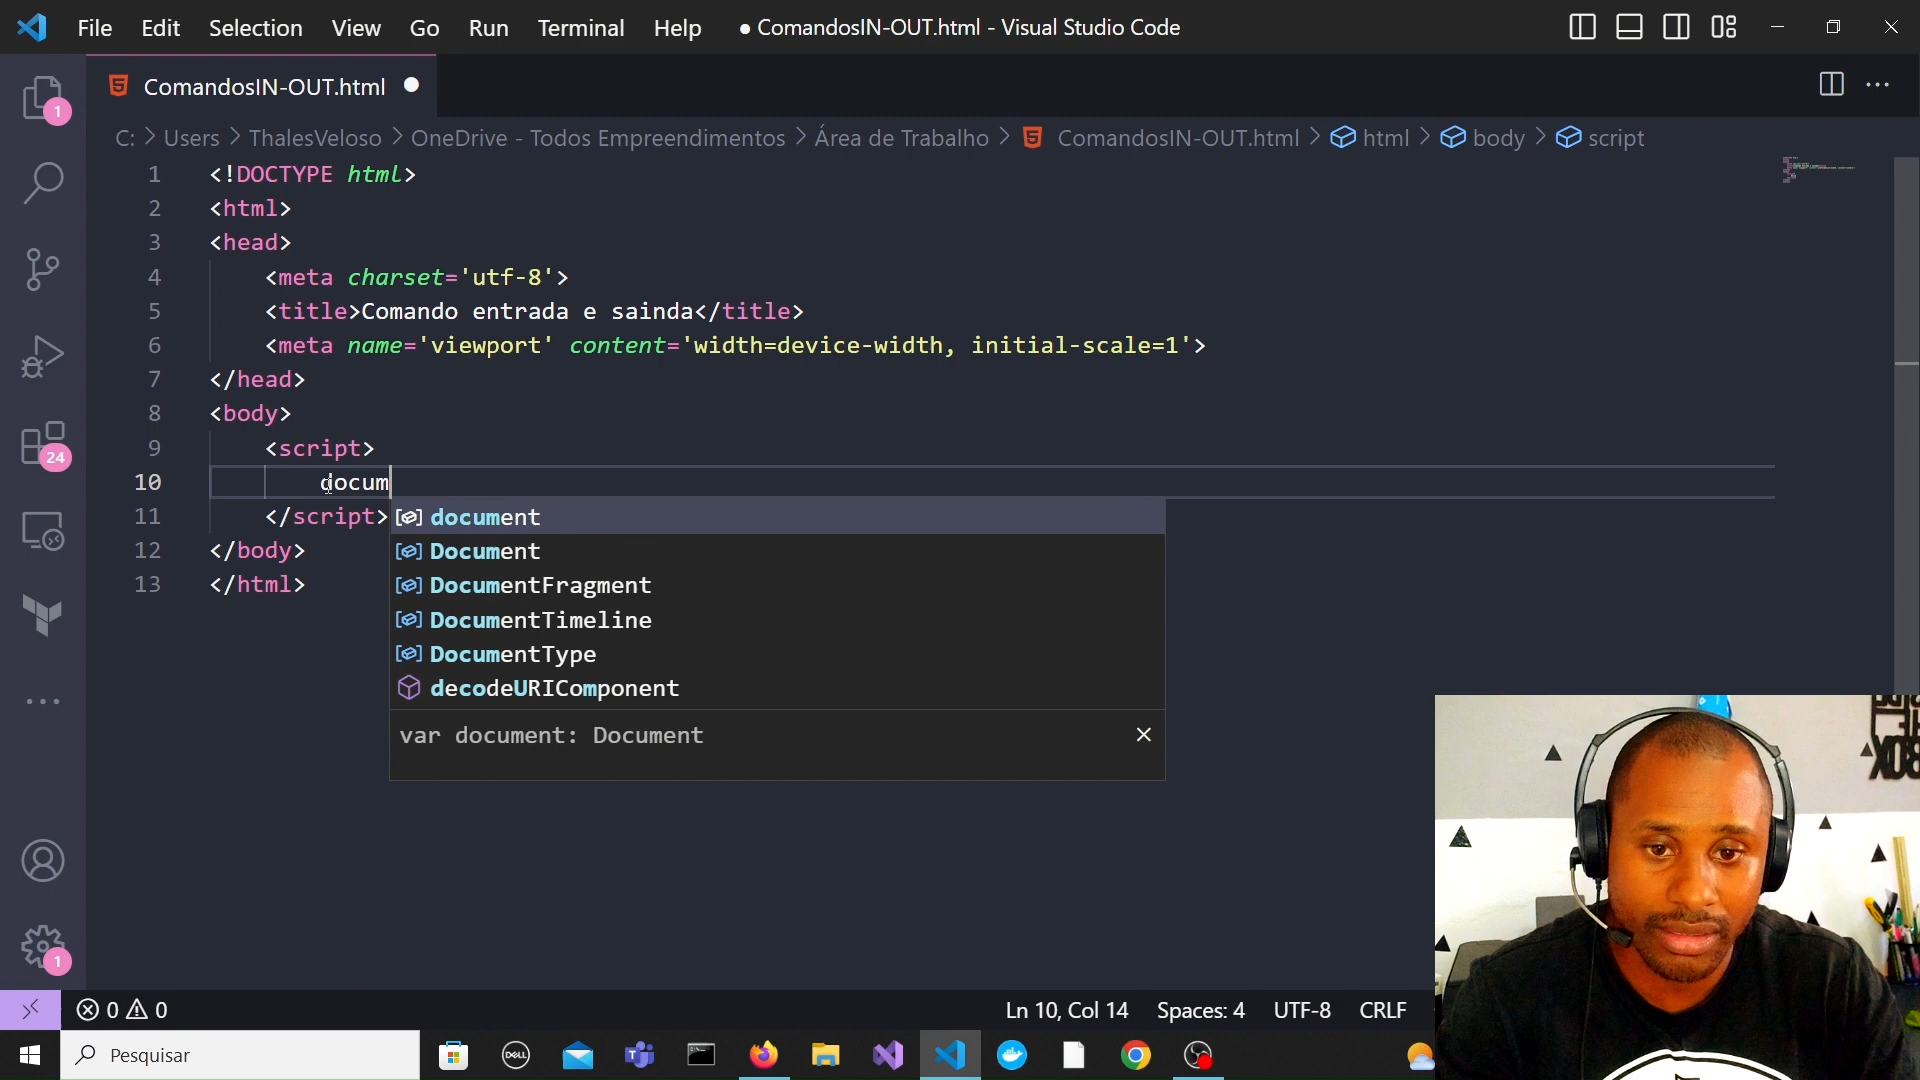 File Edit Selection View Go Run Terminal Help ● ComandosIN-OUT.html - Visual Studio Code
ComandosIN-OUT.html
C: > Users > ThalesVeloso > OneDrive - Todos Empreendimentos > Área de Trabalho > ComandosIN-OUT.html > html > body > script
1 <!DOCTYPE html>
2 <html>
3 <head>
4 <meta charset='utf-8'>
5 <title>Comando entrada e sainda</title>
6 <meta name='viewport' content='width=device-width, initial-scale=1'>
7 </head>
8 <body>
9 <script>
10 docum
11 </script>
12 </body>
13 </html>
document
Document
DocumentFragment
DocumentTimeline
DocumentType
decodeURIComponent
var document: Document
1
24
1
0 0
Ln 10, Col 14 Spaces: 4 UTF-8 CRLF
Pesquisar
DELL